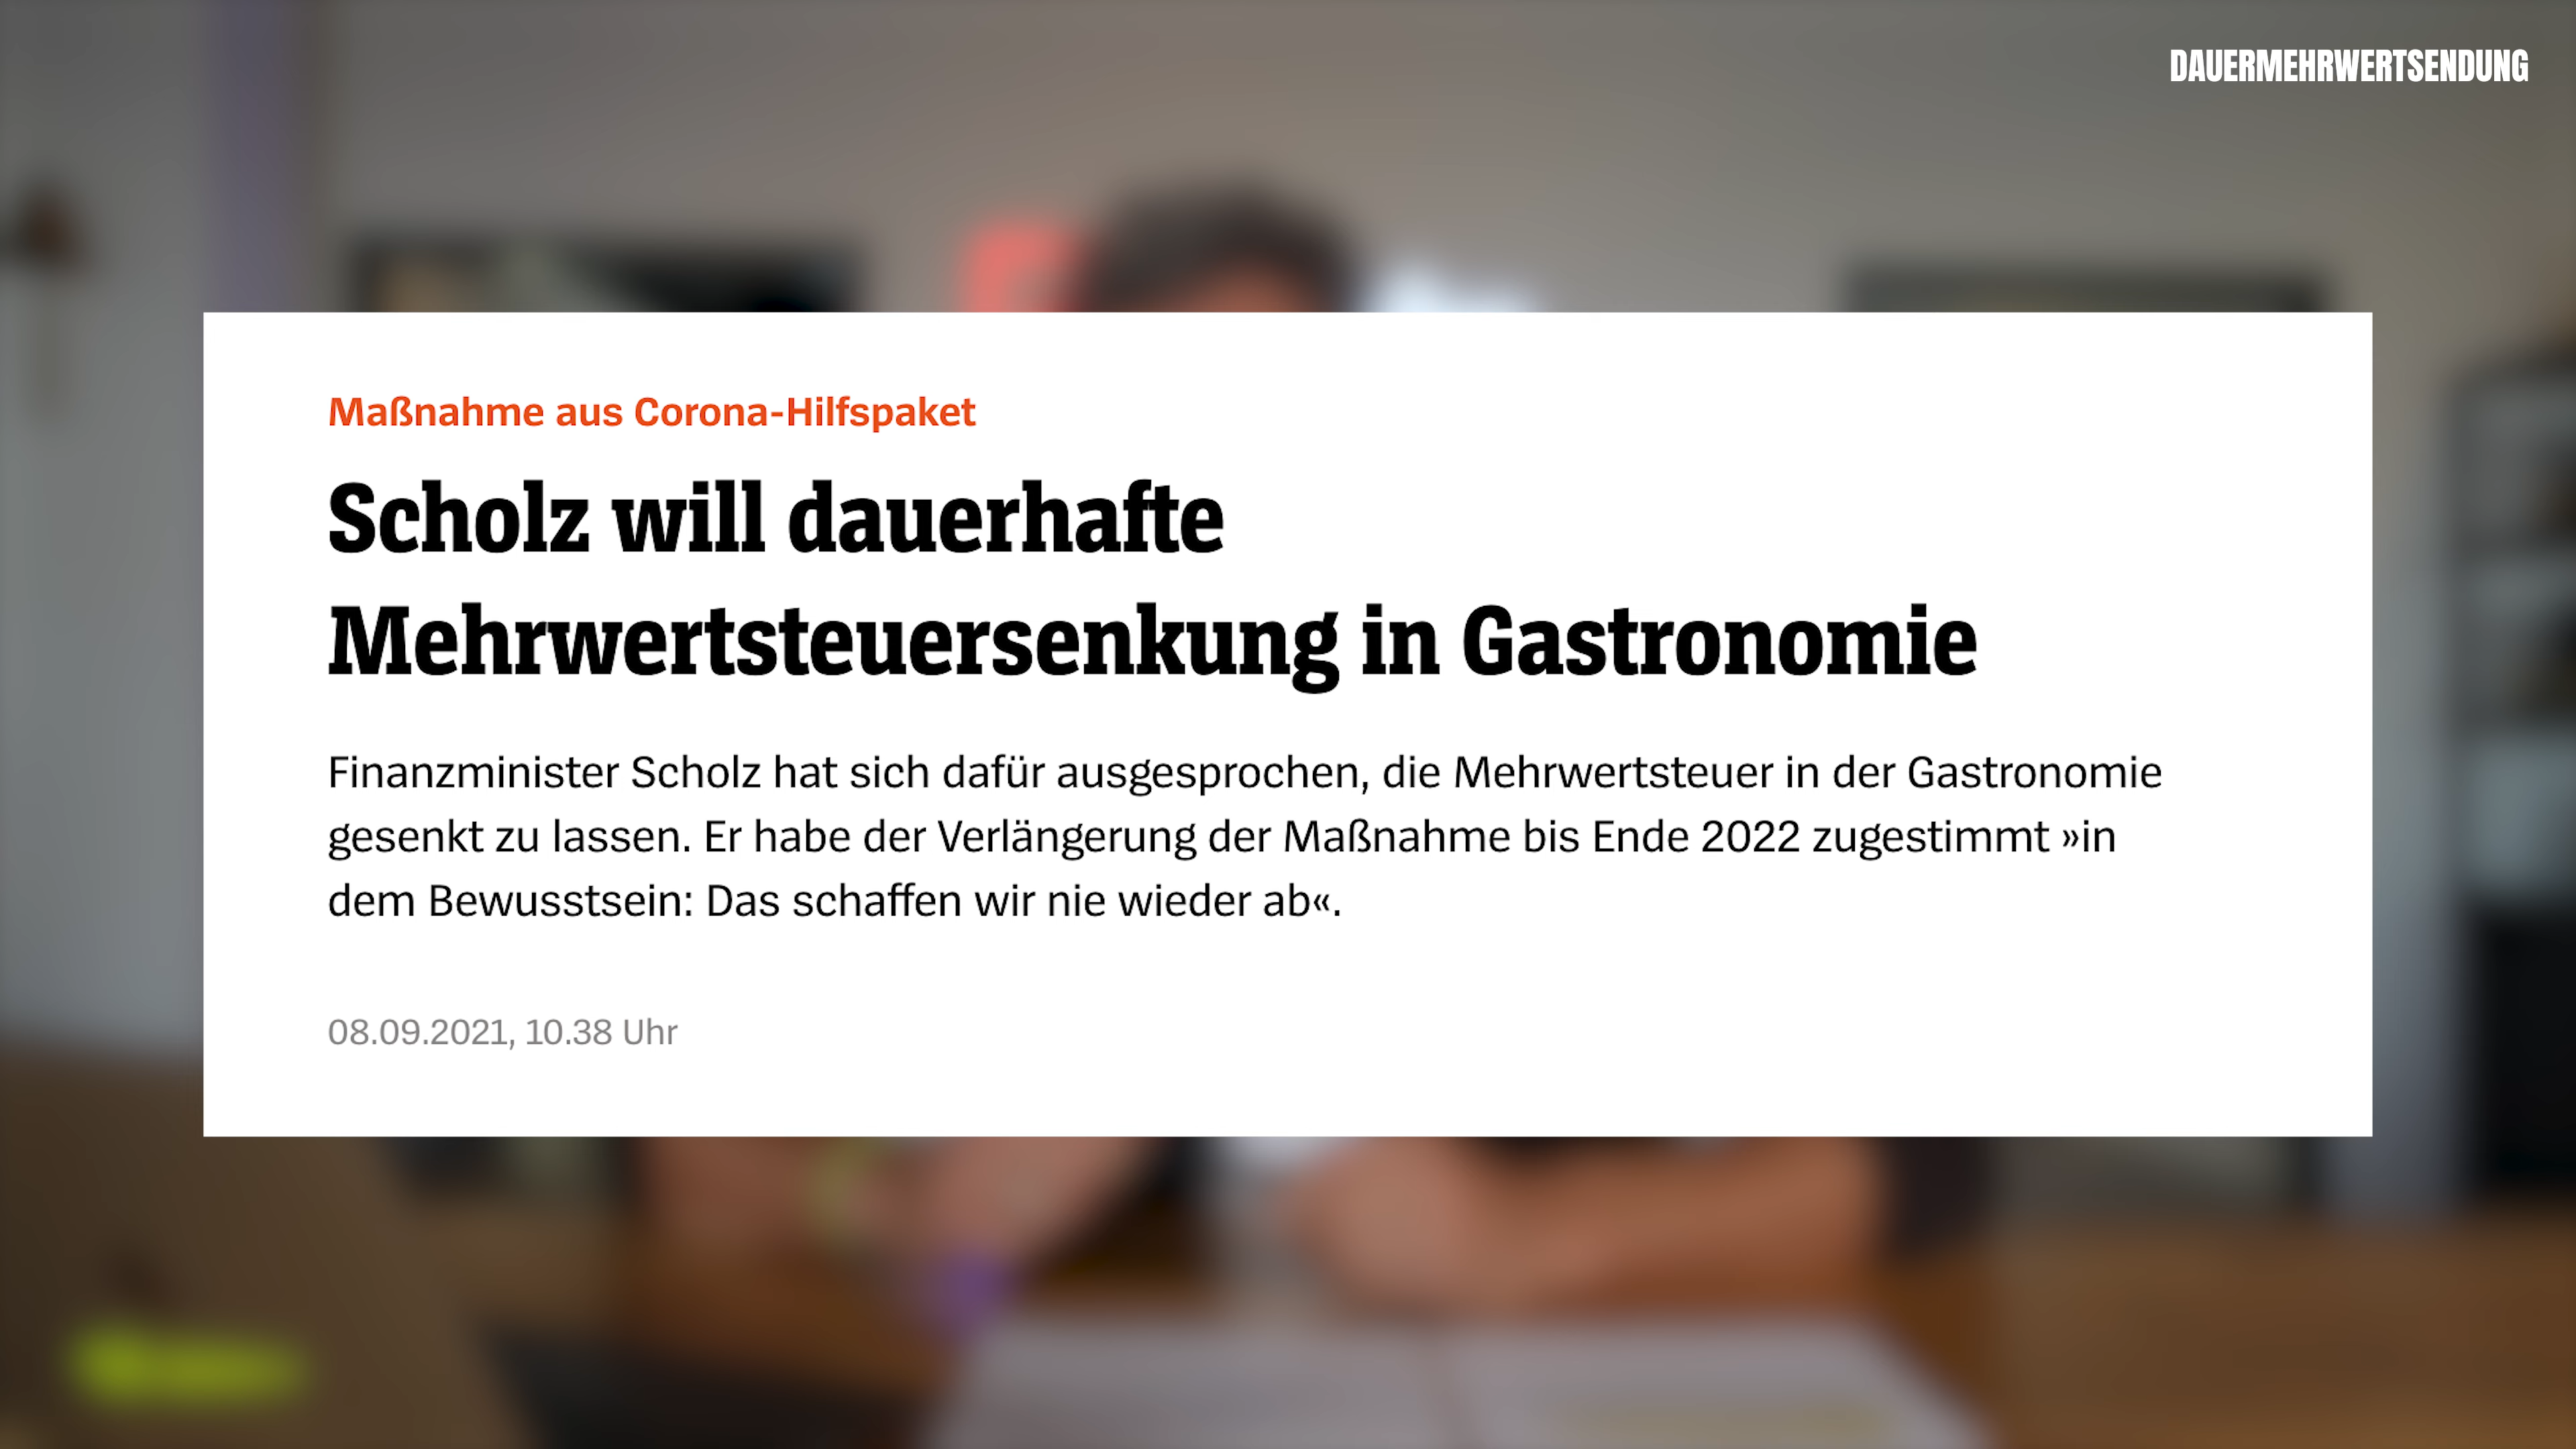 DAUERMEHRWERTSENDUNG
Maßnahme aus Corona-Hilfspaket
Scholz will dauerhafte
Mehrwertsteuersenkung in Gastronomie
Finanzminister Scholz hat sich dafür ausgesprochen, die Mehrwertsteuer in der Gastronomie
gesenkt zu lassen. Er habe der Verlängerung der Maßnahme bis Ende 2022 zugestimmt »in
dem Bewusstsein: Das schaffen wir nie wieder ab«.
08.09.2021, 10.38 Uhr